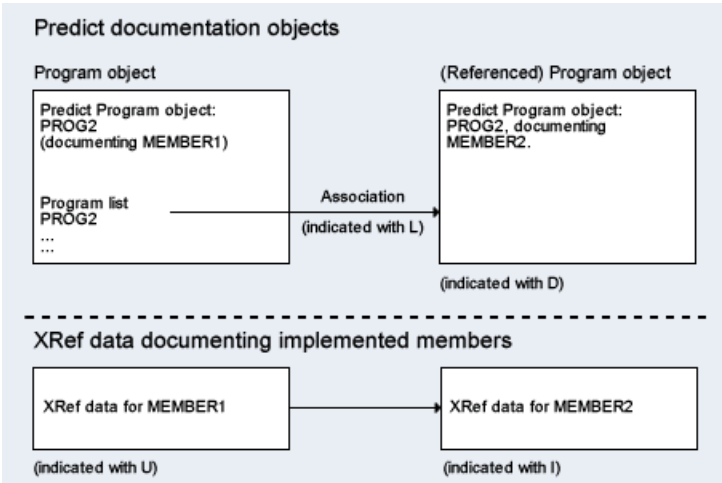 Predict documentation objects
Program object
(Referenced) Program object
Predict Program object:
PROG2
(documenting MEMBER1)
Program list
PROG2
...
...
Association
(indicated with L)
Predict Program object:
PROG2, documenting
MEMBER2.
(indicated with D)
XRef data documenting implemented members
XRef data for MEMBER1
XRef data for MEMBER2
(indicated with U)
(indicated with I)